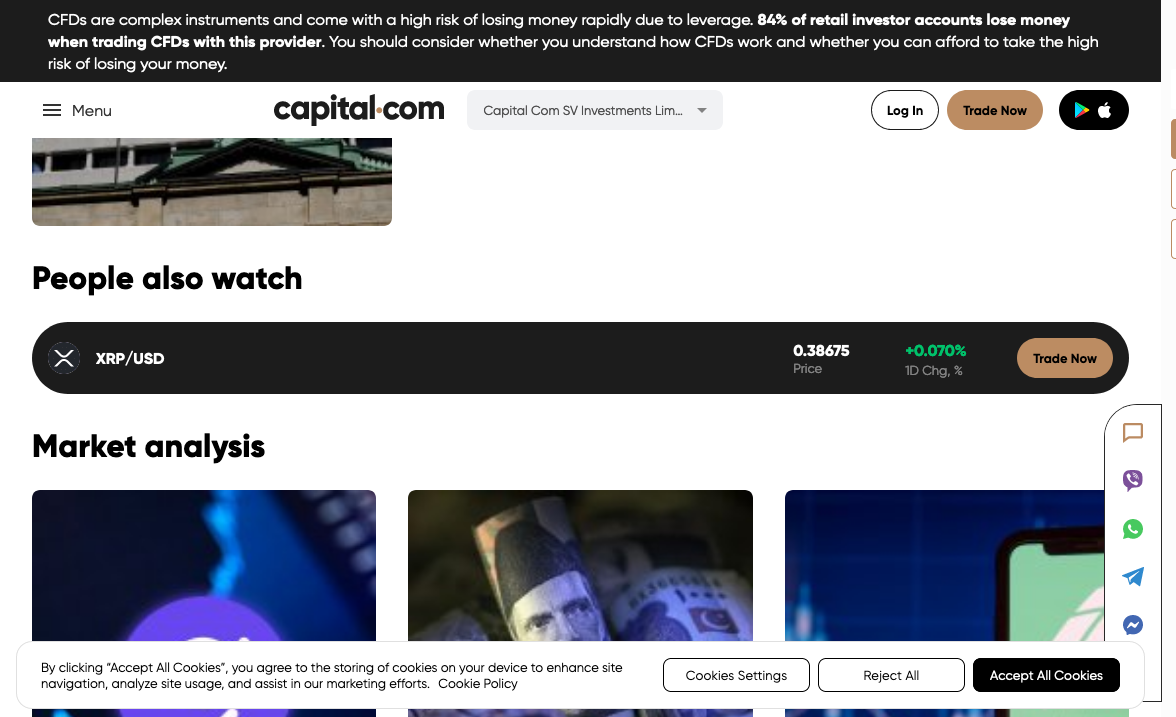 CFDs are complex instruments and come with a high risk of losing money rapidly due to leverage. 84% of retail investor accounts lose money
when trading CFDs with this provider. You should consider whether you understand how CFDs work and whether you can afford to take the high
risk of losing your money.
Menu
capital.com
Capital Com SV Investments Lim...
Log In
Trade Now
People also watch
XRP/USD
0.38675
Price
+0.070%
1D Chg, %
Trade Now
Market analysis
By clicking “Accept All Cookies”, you agree to the storing of cookies on your device to enhance site
navigation, analyze site usage, and assist in our marketing efforts. Cookie Policy
Cookies Settings
Reject All
Accept All Cookies